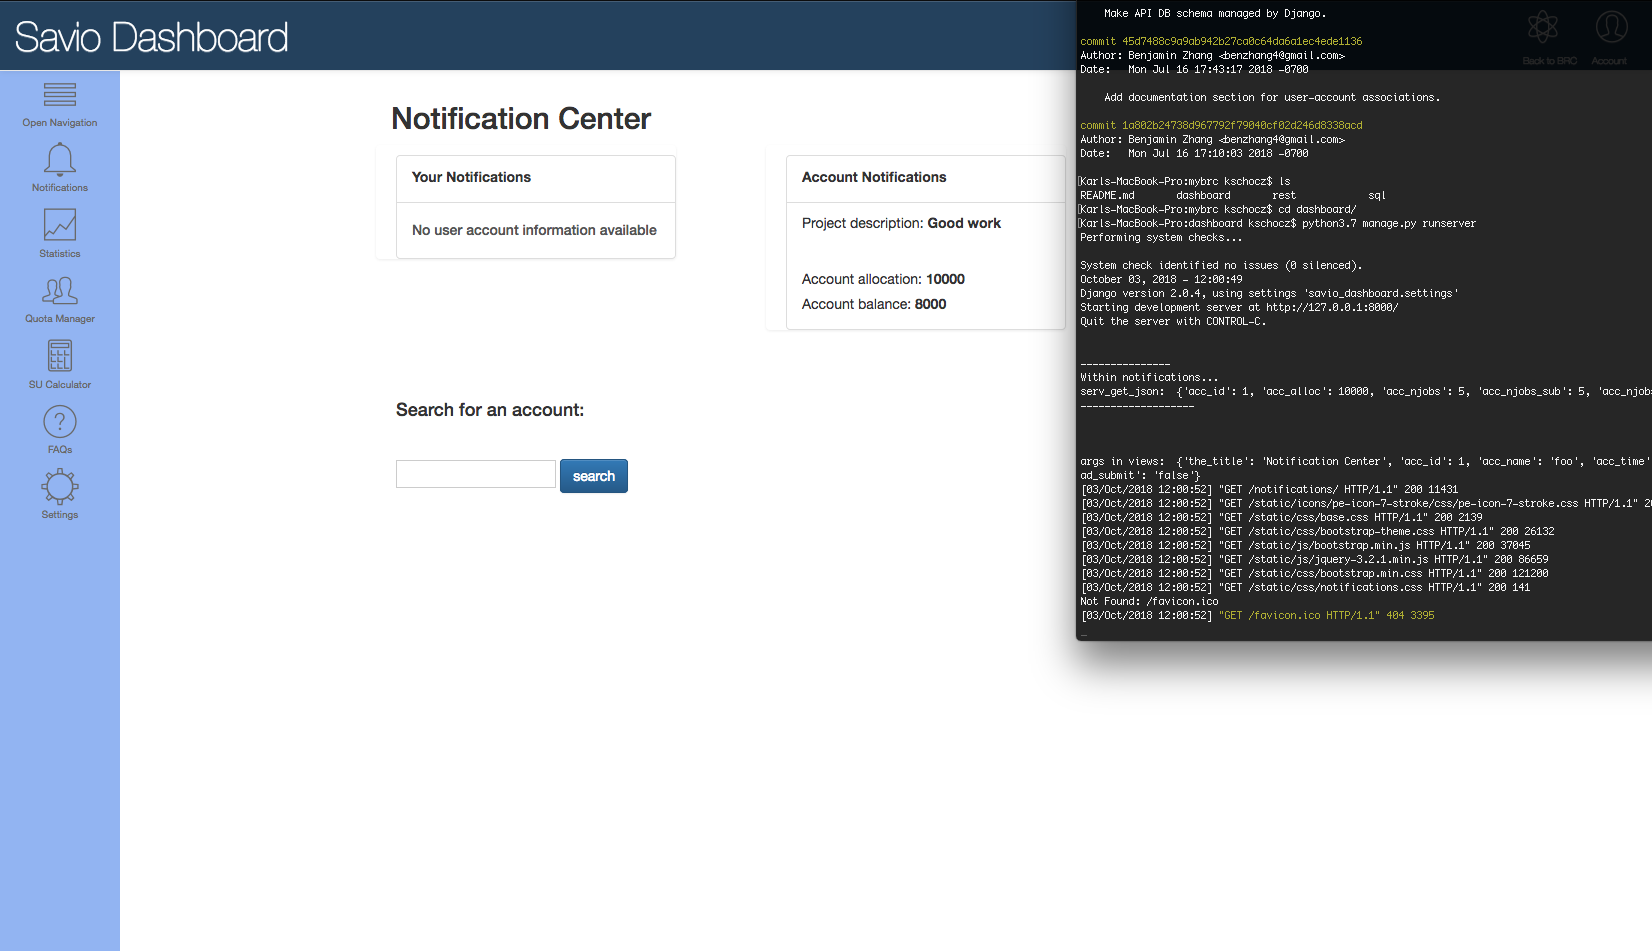 Savio Dashboard
Back to BRC
Account
Open Navigation
Notifications
Statistics
Quota Manager
SU Calculator
FAQs
Settings
Notification Center
Your Notifications
No user account information available
Account Notifications
Project description: Good work
Account allocation: 10000
Account balance: 8000
Search for an account:
search
Make API DB schema managed by Django.
commit 45d7488c9a9ab942b27ca0c64da6a1ec4ede1136
Author: Benjamin Zhang <benzhang4@gmail.com>
Date:   Mon Jul 16 17:43:17 2018 -0700
Add documentation section for user-account associations.
commit 1a802b24738d967792f79040cf02d246d8338acd
Author: Benjamin Zhang <benzhang4@gmail.com>
Date:   Mon Jul 16 17:10:03 2018 -0700
[Karls-MacBook-Pro:mybrc kschocz$ ls
README.md       dashboard       rest            sql
[Karls-MacBook-Pro:mybrc kschocz$ cd dashboard/
[Karls-MacBook-Pro:dashboard kschocz$ python3.7 manage.py runserver
Performing system checks...
System check identified no issues (0 silenced).
October 03, 2018 - 12:00:49
Django version 2.0.4, using settings 'savio_dashboard.settings'
Starting development server at http://127.0.0.1:8000/
Quit the server with CONTROL-C.
---------------
Within notifications...
serv_get_json:  {'acc_id': 1, 'acc_alloc': 10000, 'acc_njobs': 5, 'acc_njobs_sub': 5, 'acc_njobs
-------------------
args in views:  {'the_title': 'Notification Center', 'acc_id': 1, 'acc_name': 'foo', 'acc_time'
ad_submit': 'false'}
[03/Oct/2018 12:00:52] "GET /notifications/ HTTP/1.1" 200 11431
[03/Oct/2018 12:00:52] "GET /static/icons/pe-icon-7-stroke/css/pe-icon-7-stroke.css HTTP/1.1" 2
[03/Oct/2018 12:00:52] "GET /static/css/base.css HTTP/1.1" 200 2139
[03/Oct/2018 12:00:52] "GET /static/css/bootstrap-theme.css HTTP/1.1" 200 26132
[03/Oct/2018 12:00:52] "GET /static/js/bootstrap.min.js HTTP/1.1" 200 37045
[03/Oct/2018 12:00:52] "GET /static/js/jquery-3.2.1.min.js HTTP/1.1" 200 86659
[03/Oct/2018 12:00:52] "GET /static/css/bootstrap.min.css HTTP/1.1" 200 121200
[03/Oct/2018 12:00:52] "GET /static/css/notifications.css HTTP/1.1" 200 141
Not Found: /favicon.ico
[03/Oct/2018 12:00:52] "GET /favicon.ico HTTP/1.1" 404 3395